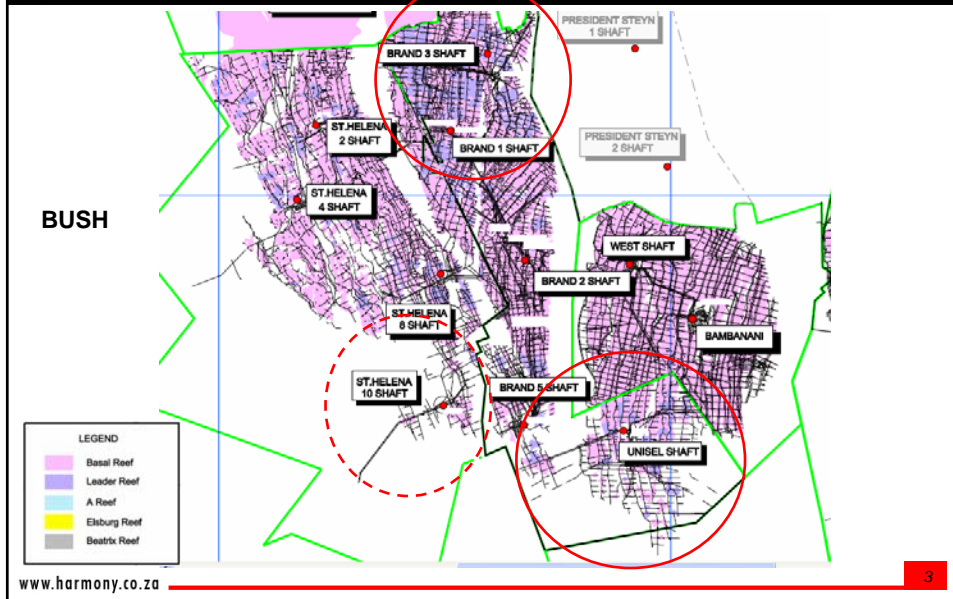 PRESIDENT STEYN
1 SHAFT
BRAND 3 SHAFT
ST.HELENA
2 SHAFT
BRAND 1 SHAFT
PRESIDENT STEYN
2 SHAFT
ST.HELENA
4 SHAFT
BUSH
WEST SHAFT
BRAND 2 SHAFT
ST.HELENA
8 SHAFT
BAMBANANI
ST.HELENA
10 SHAFT
BRAND 5 SHAFT
UNISEL SHAFT
LEGEND
Basal Reef
Leader Reef
A Reef
Elsburg Reef
Beatrix Reef
www.harmony.co.za
3